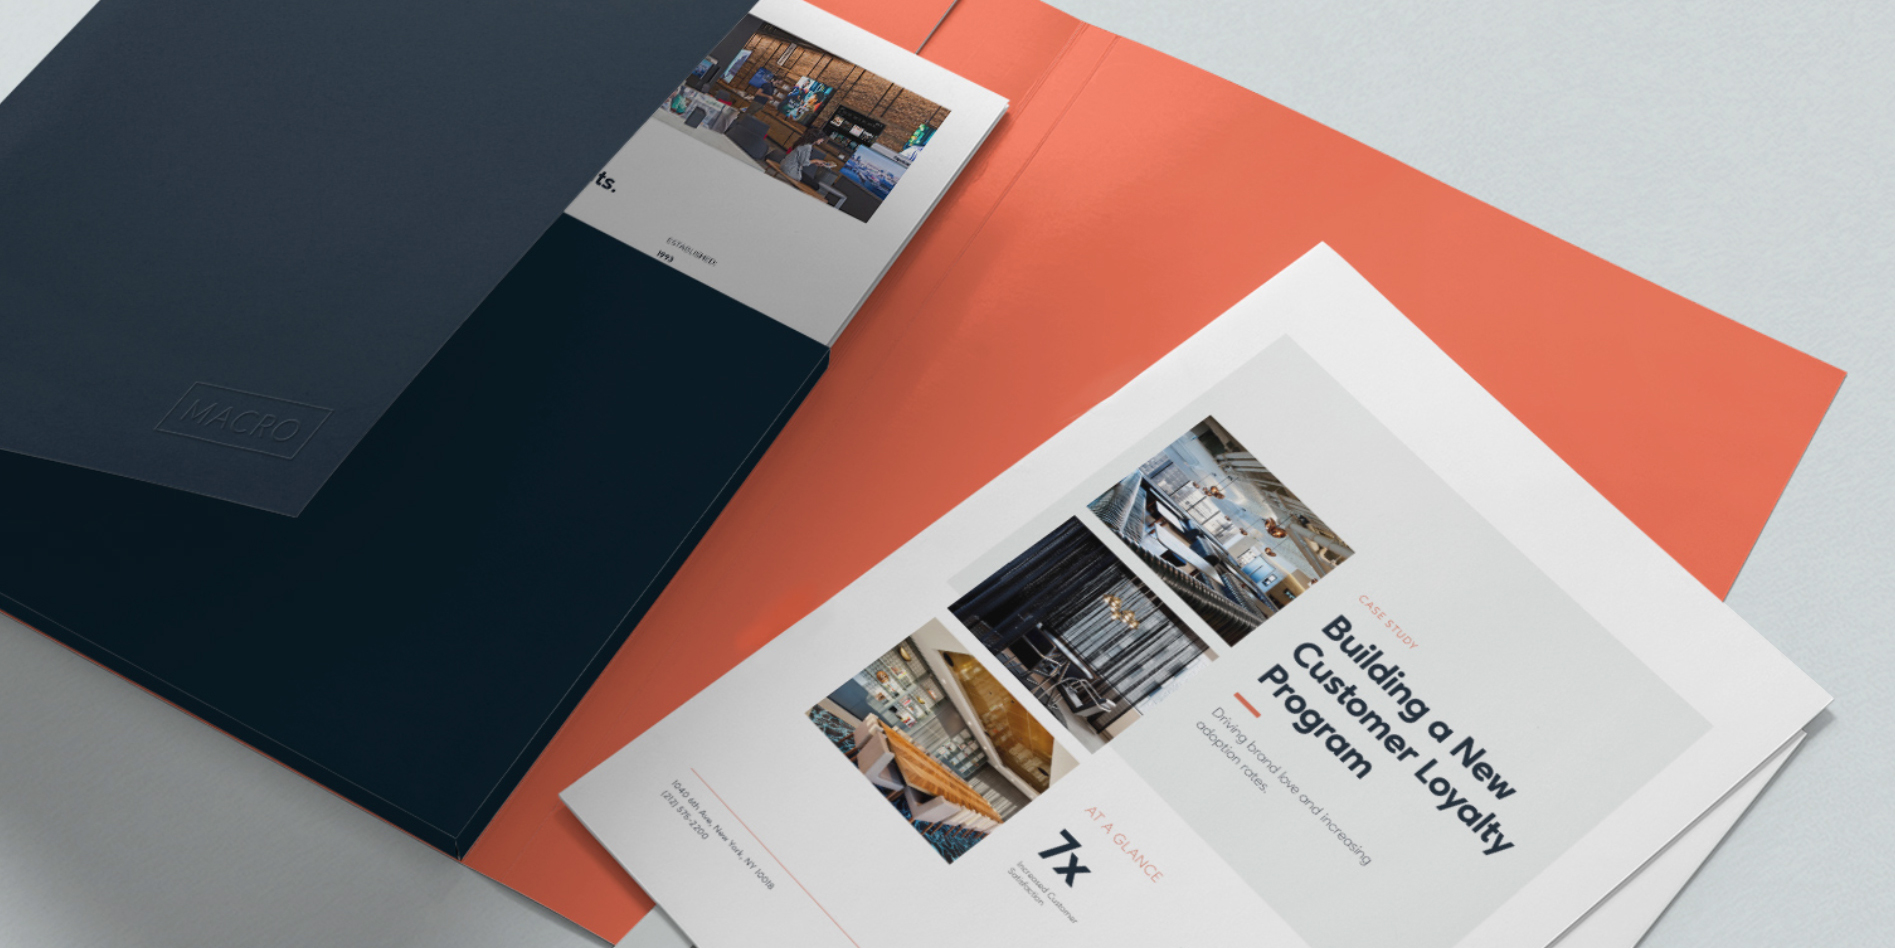 MACRO
ts.
ESTABLISHED
1993
CASE STUDY
Building a New
Customer Loyalty
Program
Driving brand love and increasing
adoption rates.
AT A GLANCE
7x
Increased Customer
Satisfaction
1040 6th Ave, New York, NY 10018
(212) 575-2200